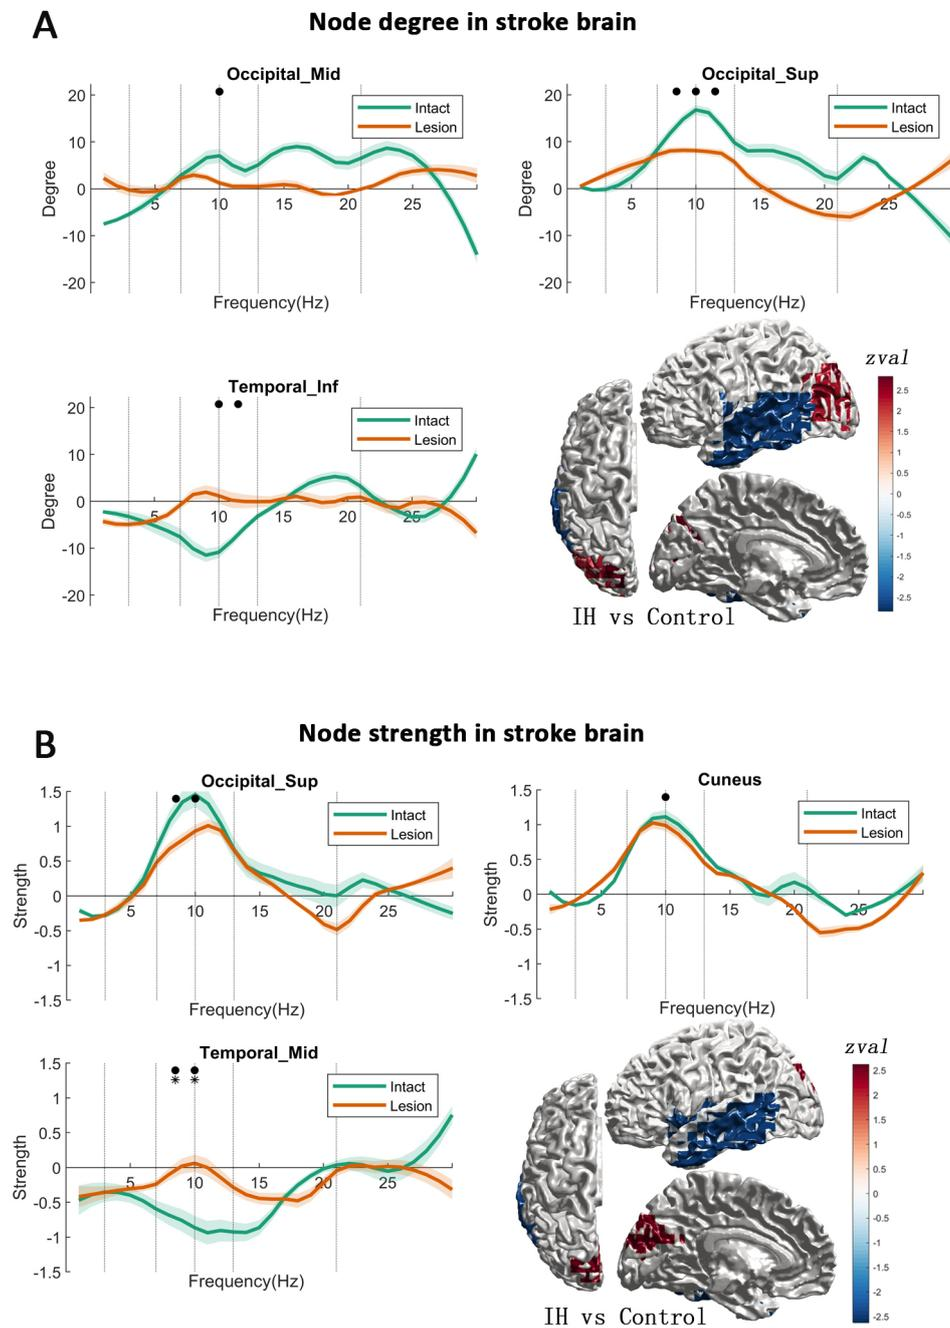 A
Node degree in stroke brain
Occipital_Mid
Intact
Lesion
20
10
0
-10
-20
5
10
15
20
25
Degree
Frequency(Hz)
Occipital_Sup
Intact
Lesion
20
10
0
-10
-20
5
10
15
20
25
Degree
Frequency(Hz)
Temporal_Inf
Intact
Lesion
20
10
0
-10
-20
5
10
15
20
25
Degree
Frequency(Hz)
zval
2.5
2
1.5
1
0.5
0
-0.5
-1
-1.5
-2
-2.5
IH vs Control
B
Node strength in stroke brain
Occipital_Sup
Intact
Lesion
1.5
1
0.5
0
-0.5
-1
-1.5
5
10
15
20
25
Strength
Frequency(Hz)
Cuneus
Intact
Lesion
1.5
1
0.5
0
-0.5
-1
-1.5
5
10
15
20
25
Strength
Frequency(Hz)
Temporal_Mid
Intact
Lesion
1.5
1
0.5
0
-0.5
-1
-1.5
5
10
15
20
25
Strength
Frequency(Hz)
zval
2.5
2
1.5
1
0.5
0
-0.5
-1
-1.5
-2
-2.5
IH vs Control